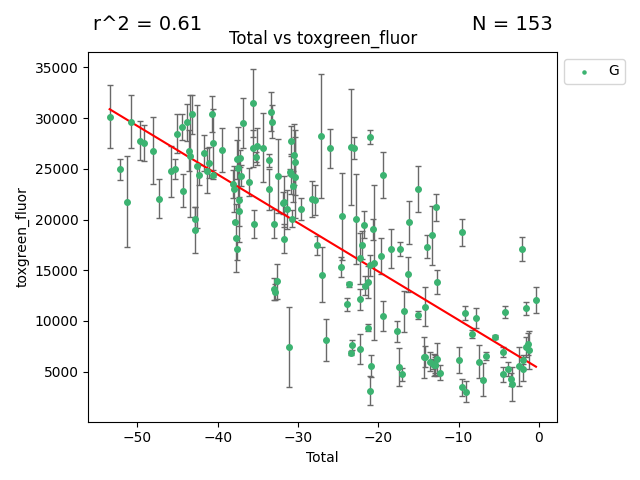 r^2 = 0.61
N = 153
Total vs toxgreen_fluor
G
35000
30000
25000
20000
15000
10000
5000
toxgreen_fluor
−50 −40 −30 −20 −10 0
Total